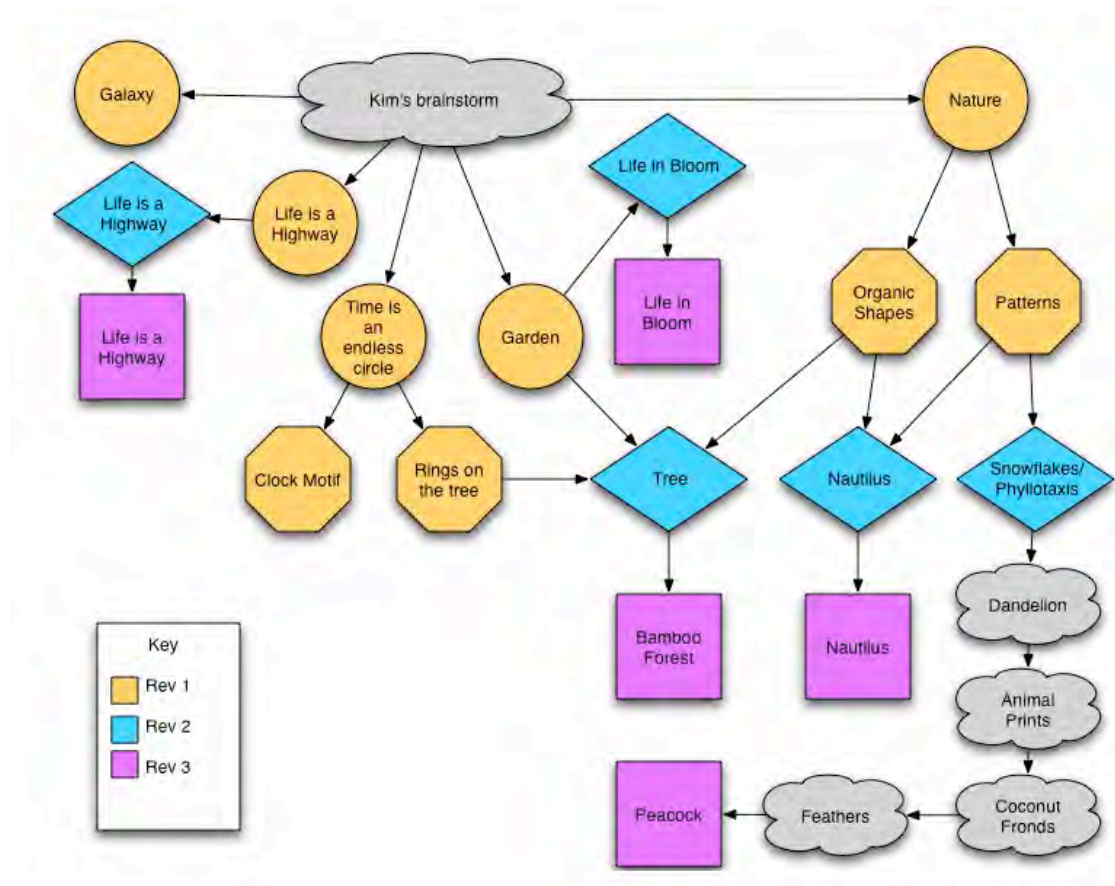 Galaxy
Kim's brainstorm
Nature
Life in Bloom
Life is a
Highway
Life is a
Highway
Life in
Bloom
Organic
Shapes
Patterns
Time is
an
endless
circle
Garden
Life is a
Highway
Clock Motif
Rings on
the tree
Tree
Nautilus
Snowflakes/
Phyllotaxis
Dandelion
Bamboo
Forest
Nautilus
Key
Rev 1
Rev 2
Rev 3
Animal
Prints
Peacock
Feathers
Coconut
Fronds